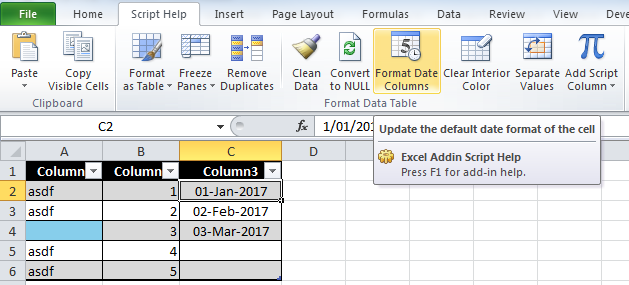 File Home Script Help Insert Page Layout Formulas Data Review View Develop
Paste Copy Visible Cells Format as Table Freeze Panes Remove Duplicates Clean Data Convert to NULL Format Date Columns Clear Interior Color Separate Values Add Script Column
Clipboard Format Data Table
C2 fx 1/01/201
Update the default date format of the cell
Excel Addin Script Help
Press F1 for add-in help.
A B C D
1 Column Column Column3
2 asdf 1 01-Jan-2017
3 asdf 2 02-Feb-2017
4 3 03-Mar-2017
5 asdf 4
6 asdf 5